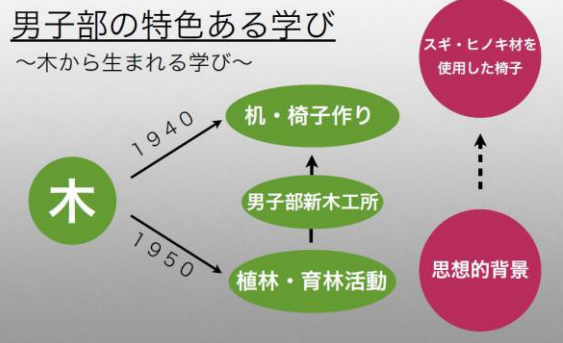 男子部の特色ある学び
〜木から生まれる学び〜
スギ・ヒノキ材を
使用した椅子
1940
机・椅子作り
木
男子部新木工所
1950
植林・育林活動
思想的背景